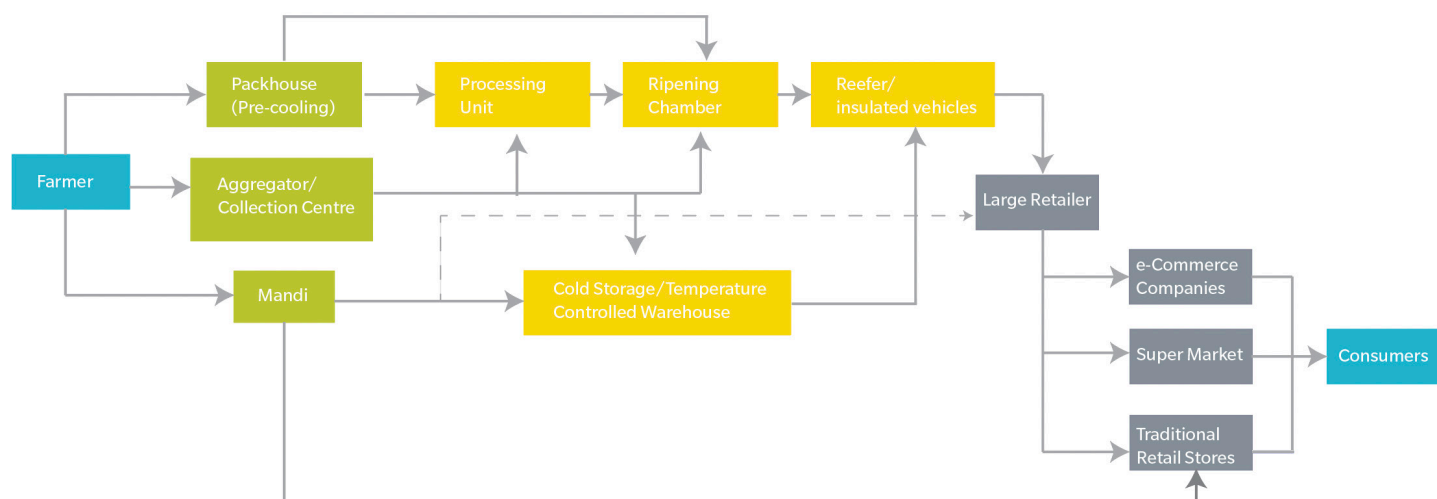 Packhouse
(Pre-cooling)
Processing
Unit
Ripening
Chamber
Reefer/
insulated vehicles
Farmer
Aggregator/
Collection Centre
Large Retailer
Mandi
Cold Storage/Temperature
Controlled Warehouse
e-Commerce
Companies
Super Market
Consumers
Traditional
Retail Stores